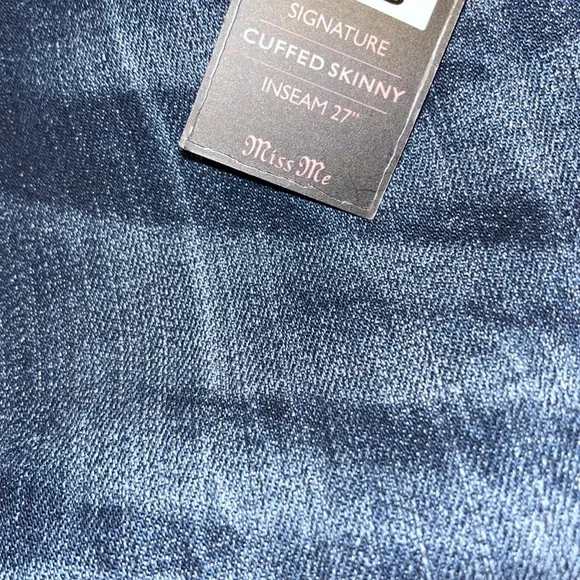 SIGNATURE
CUFFED SKINNY
INSEAM 27"
Miss Me